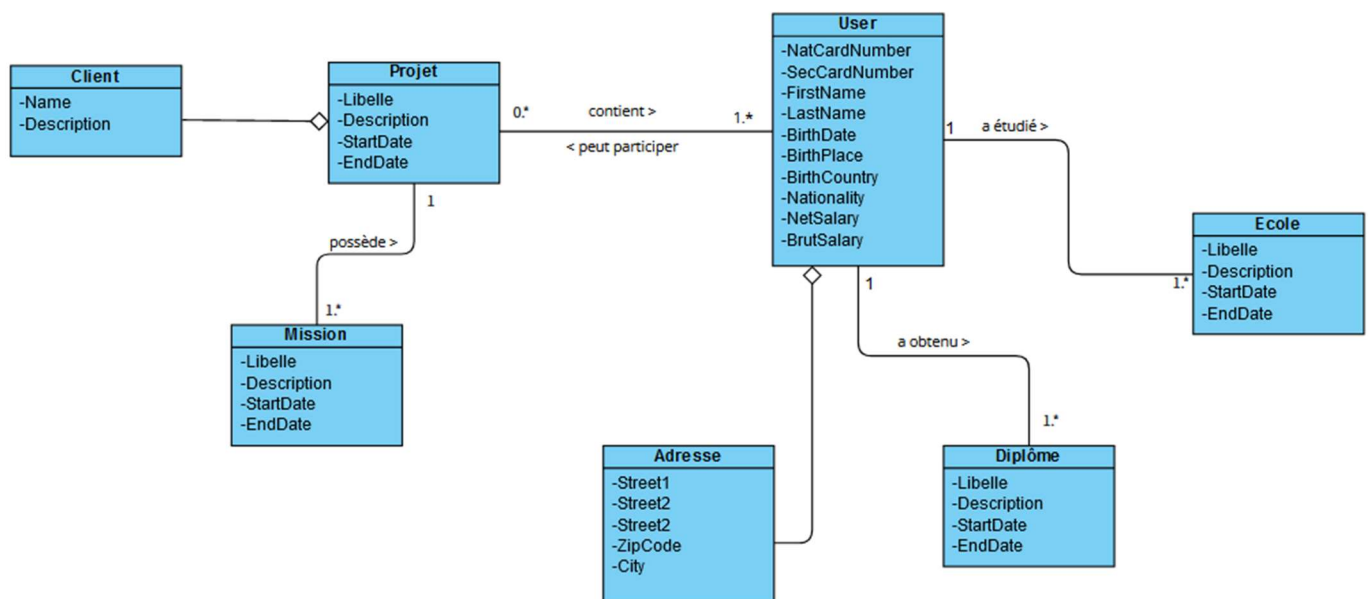 Client
-Name
-Description
Projet
-Libelle
-Description
-StartDate
-EndDate
0.*
contient >
1.*
< peut participer
User
-NatCardNumber
-SecCardNumber
-FirstName
-LastName
-BirthDate
-BirthPlace
-BirthCountry
-Nationality
-NetSalary
-BrutSalary
1
a étudié >
1.*
Ecole
-Libelle
-Description
-StartDate
-EndDate
1
possède >
1.*
Mission
-Libelle
-Description
-StartDate
-EndDate
1
a obtenu >
1.*
Adresse
-Street1
-Street2
-Street2
-ZipCode
-City
Diplôme
-Libelle
-Description
-StartDate
-EndDate